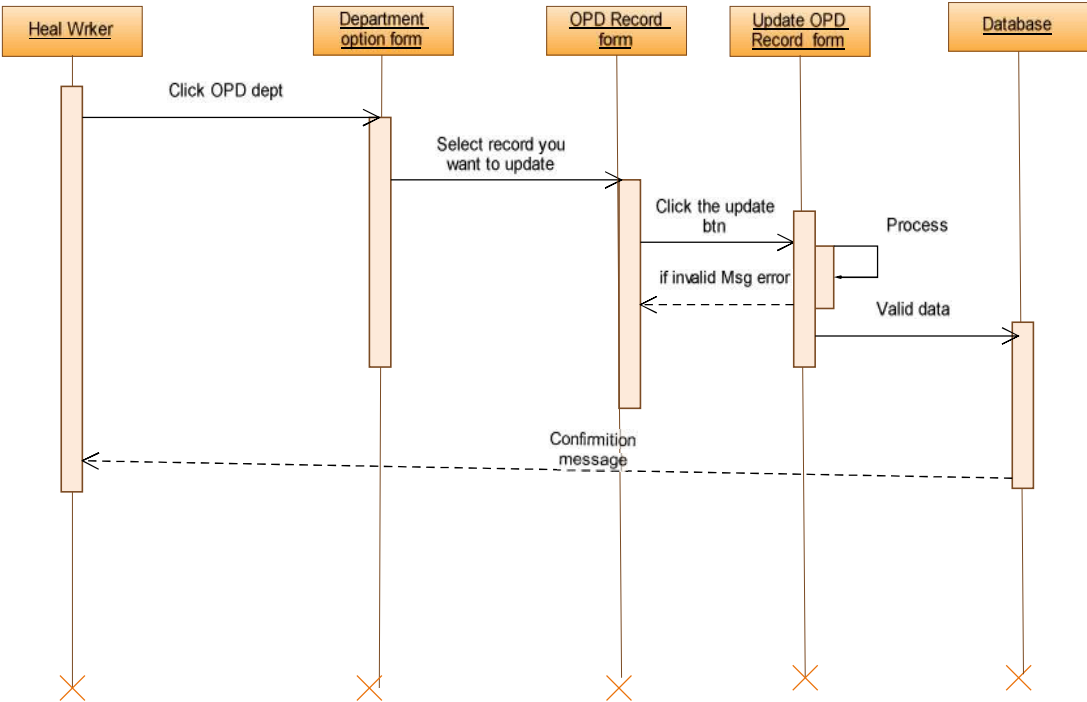 Heal Wrker
Department
option form
OPD Record
form
Update OPD
Record form
Database
Click OPD dept
Select record you
want to update
Click the update
btn
Process
if invalid Msg error
Valid data
Confirmition
message